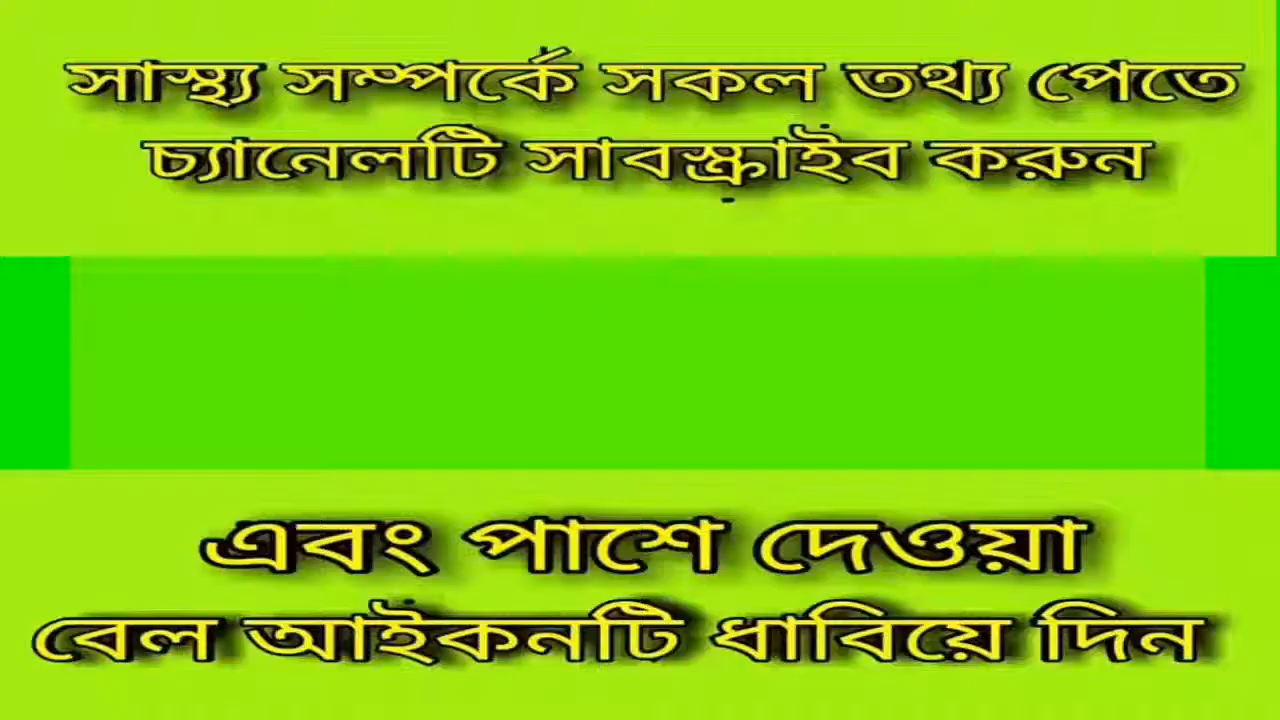 সাস্থ্য সম্পর্কে সকল তথ্য পেতে
চ্যানেলটি সাবস্ক্রাইব করুন
এবং পাশে দেওয়া
বেল আইকনটি ধাবিয়ে দিন